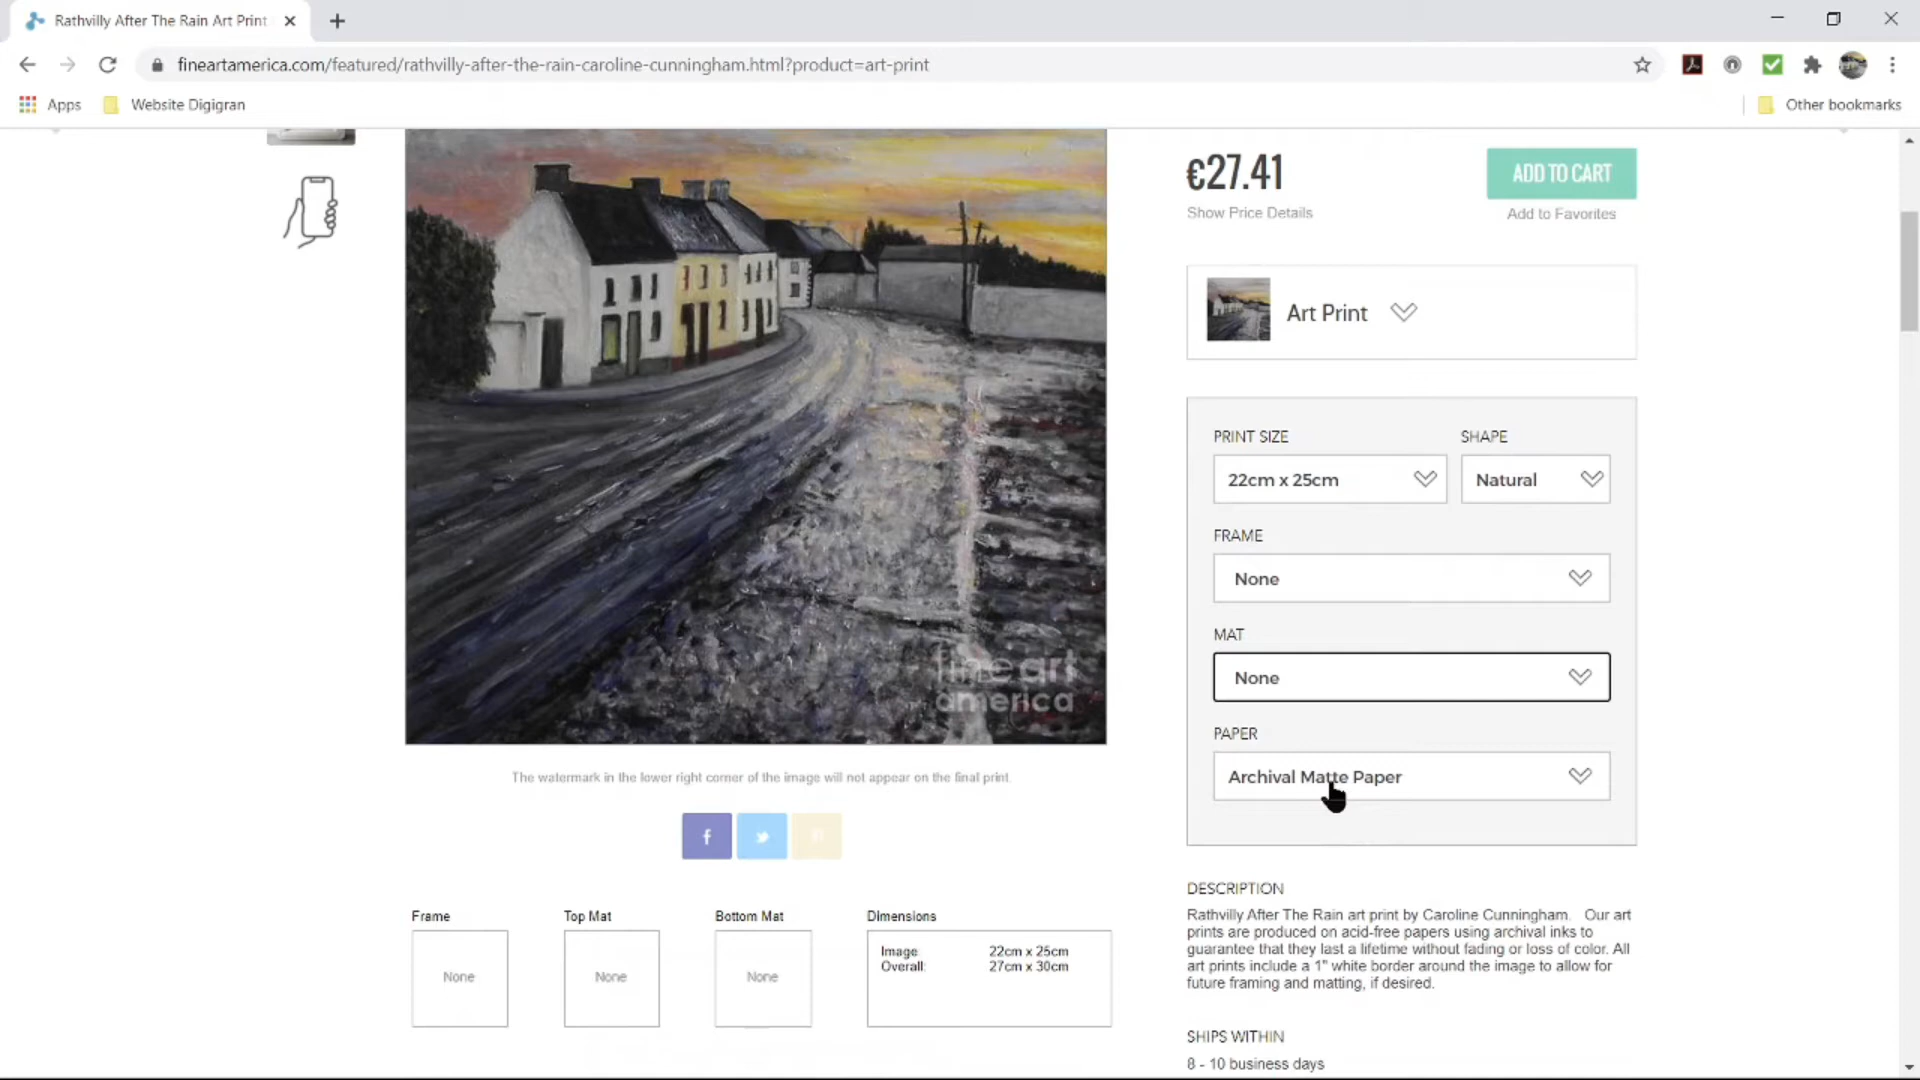 Rathvilly After The Rain Art Print
fineartamerica.com/featured/rathvilly-after-the-rain-caroline-cunningham.html?product=art-print
Apps
Website Digigran
Other bookmarks
fine art
america
The watermark in the lower right corner of the image will not appear on the final print.
Frame
Top Mat
Bottom Mat
Dimensions
None
None
None
Image 22cm x 25cm
Overall: 27cm x 30cm
€27.41
ADD TO CART
Show Price Details
Add to Favorites
Art Print
PRINT SIZE
SHAPE
22cm x 25cm
Natural
FRAME
None
MAT
None
PAPER
Archival Matte Paper
DESCRIPTION
Rathvilly After The Rain art print by Caroline Cunningham. Our art
prints are produced on acid-free papers using archival inks to
guarantee that they last a lifetime without fading or loss of color. All
art prints include a 1" white border around the image to allow for
future framing and matting, if desired.
SHIPS WITHIN
8 - 10 business days